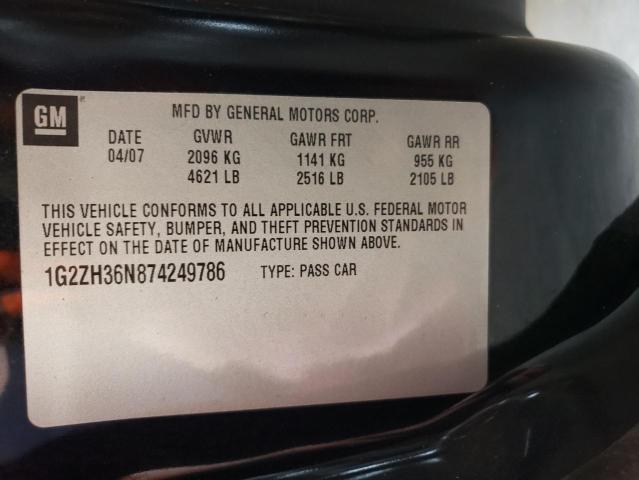 GM
MFD BY GENERAL MOTORS CORP.
DATE GVWR GAWR FRT GAWR RR
04/07 2096 KG 1141 KG 955 KG
4621 LB 2516 LB 2105 LB
THIS VEHICLE CONFORMS TO ALL APPLICABLE U.S. FEDERAL MOTOR
VEHICLE SAFETY, BUMPER, AND THEFT PREVENTION STANDARDS IN
EFFECT ON THE DATE OF MANUFACTURE SHOWN ABOVE.
1G2ZH36N874249786 TYPE: PASS CAR